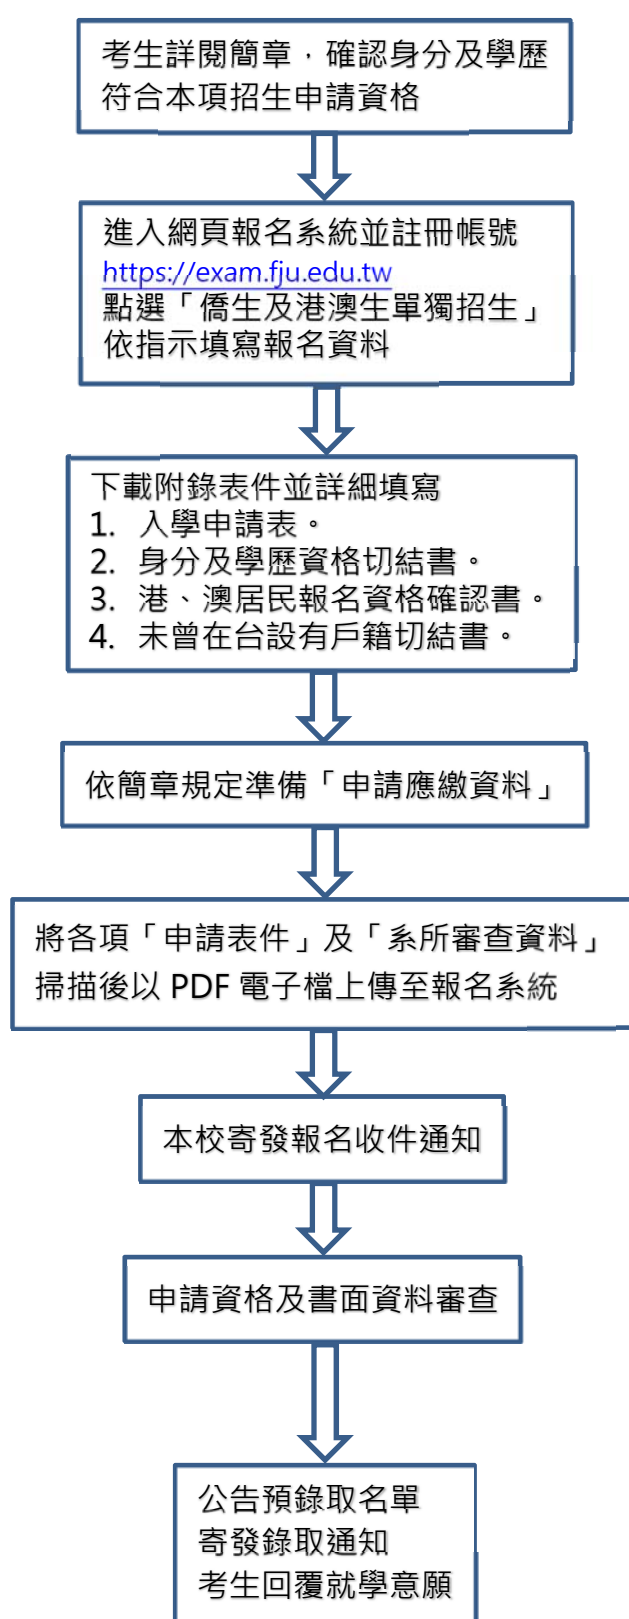 考生詳閱簡章，確認身分及學歷
符合本項招生申請資格
進入網頁報名系統並註冊帳號
https://exam.fju.edu.tw
點選「僑生及港澳生單獨招生」
依指示填寫報名資料
下載附錄表件並詳細填寫
1. 入學申請表。
2. 身分及學歷資格切結書。
3. 港、澳居民報名資格確認書。
4. 未曾在台設有戶籍切結書。
依簡章規定準備「申請應繳資料」
將各項「申請表件」及「系所審查資料」
掃描後以 PDF 電子檔上傳至報名系統
本校寄發報名收件通知
申請資格及書面資料審查
公告預錄取名單
寄發錄取通知
考生回覆就學意願